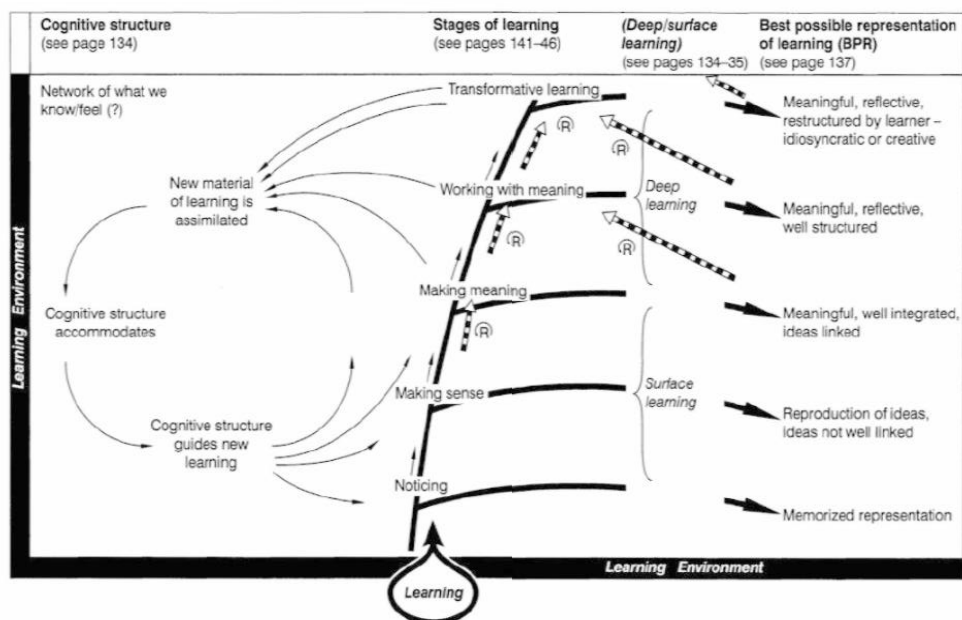 Cognitive structure
(see page 134)
Stages of learning
(see pages 141–46)
(Deep/surface
learning)
(see pages 134–35)
Best possible representation
of learning (BPR)
(see page 137)
Network of what we
know/feel (?)
New material
of learning is
assimilated
Cognitive structure
accommodates
Cognitive structure
guides new
learning
Transformative learning
Working with meaning
Making meaning
Making sense
Noticing
R
R
R
R
R
Deep
learning
Surface
learning
Meaningful, reflective,
restructured by learner –
idiosyncratic or creative
Meaningful, reflective,
well structured
Meaningful, well integrated,
ideas linked
Reproduction of ideas,
ideas not well linked
Memorized representation
Learning Environment
Learning Environment
Learning